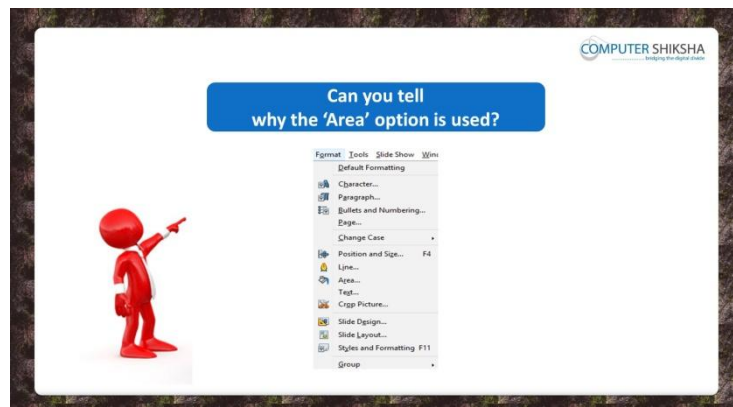 COMPUTER SHIKSHA
bridging the digital divide
Can you tell
why the ‘Area’ option is used?
Format Tools Slide Show Win
Default Formatting
Character...
Paragraph...
Bullets and Numbering...
Page...
Change Case
Position and Size... F4
Line...
Area...
Text...
Crop Picture...
Slide Design...
Slide Layout...
Styles and Formatting F11
Group